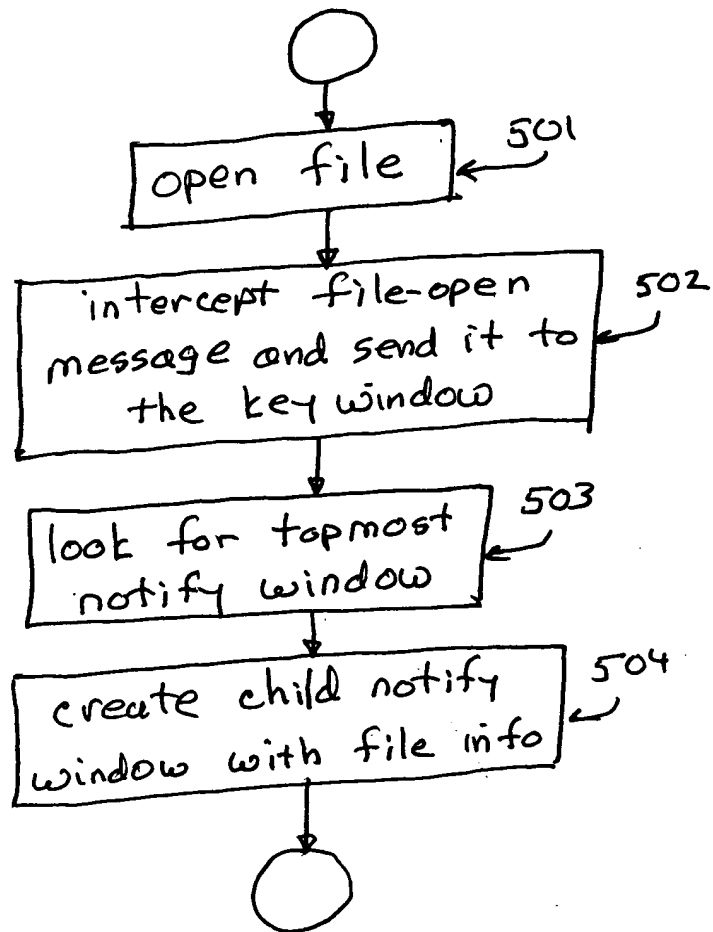 open file
501
intercept file-open
message and send it to
the key window
502
look for topmost
notify window
503
create child notify
window with file info
504